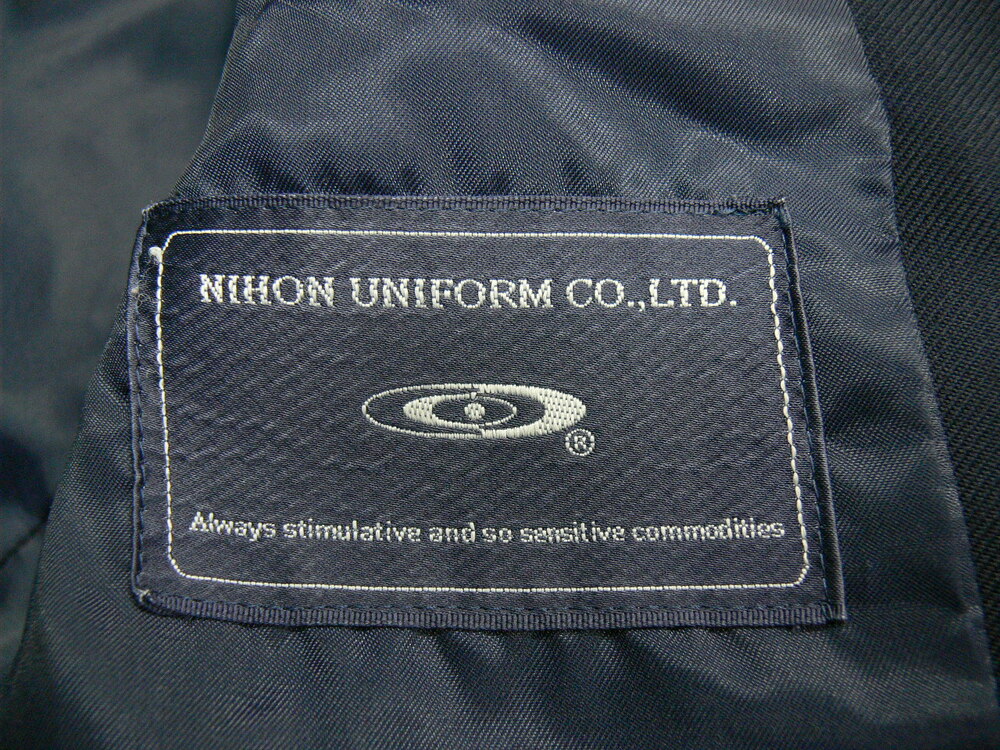 NIHON UNIFORM CO.,LTD.
®
Always stimulative and so sensitive commodities